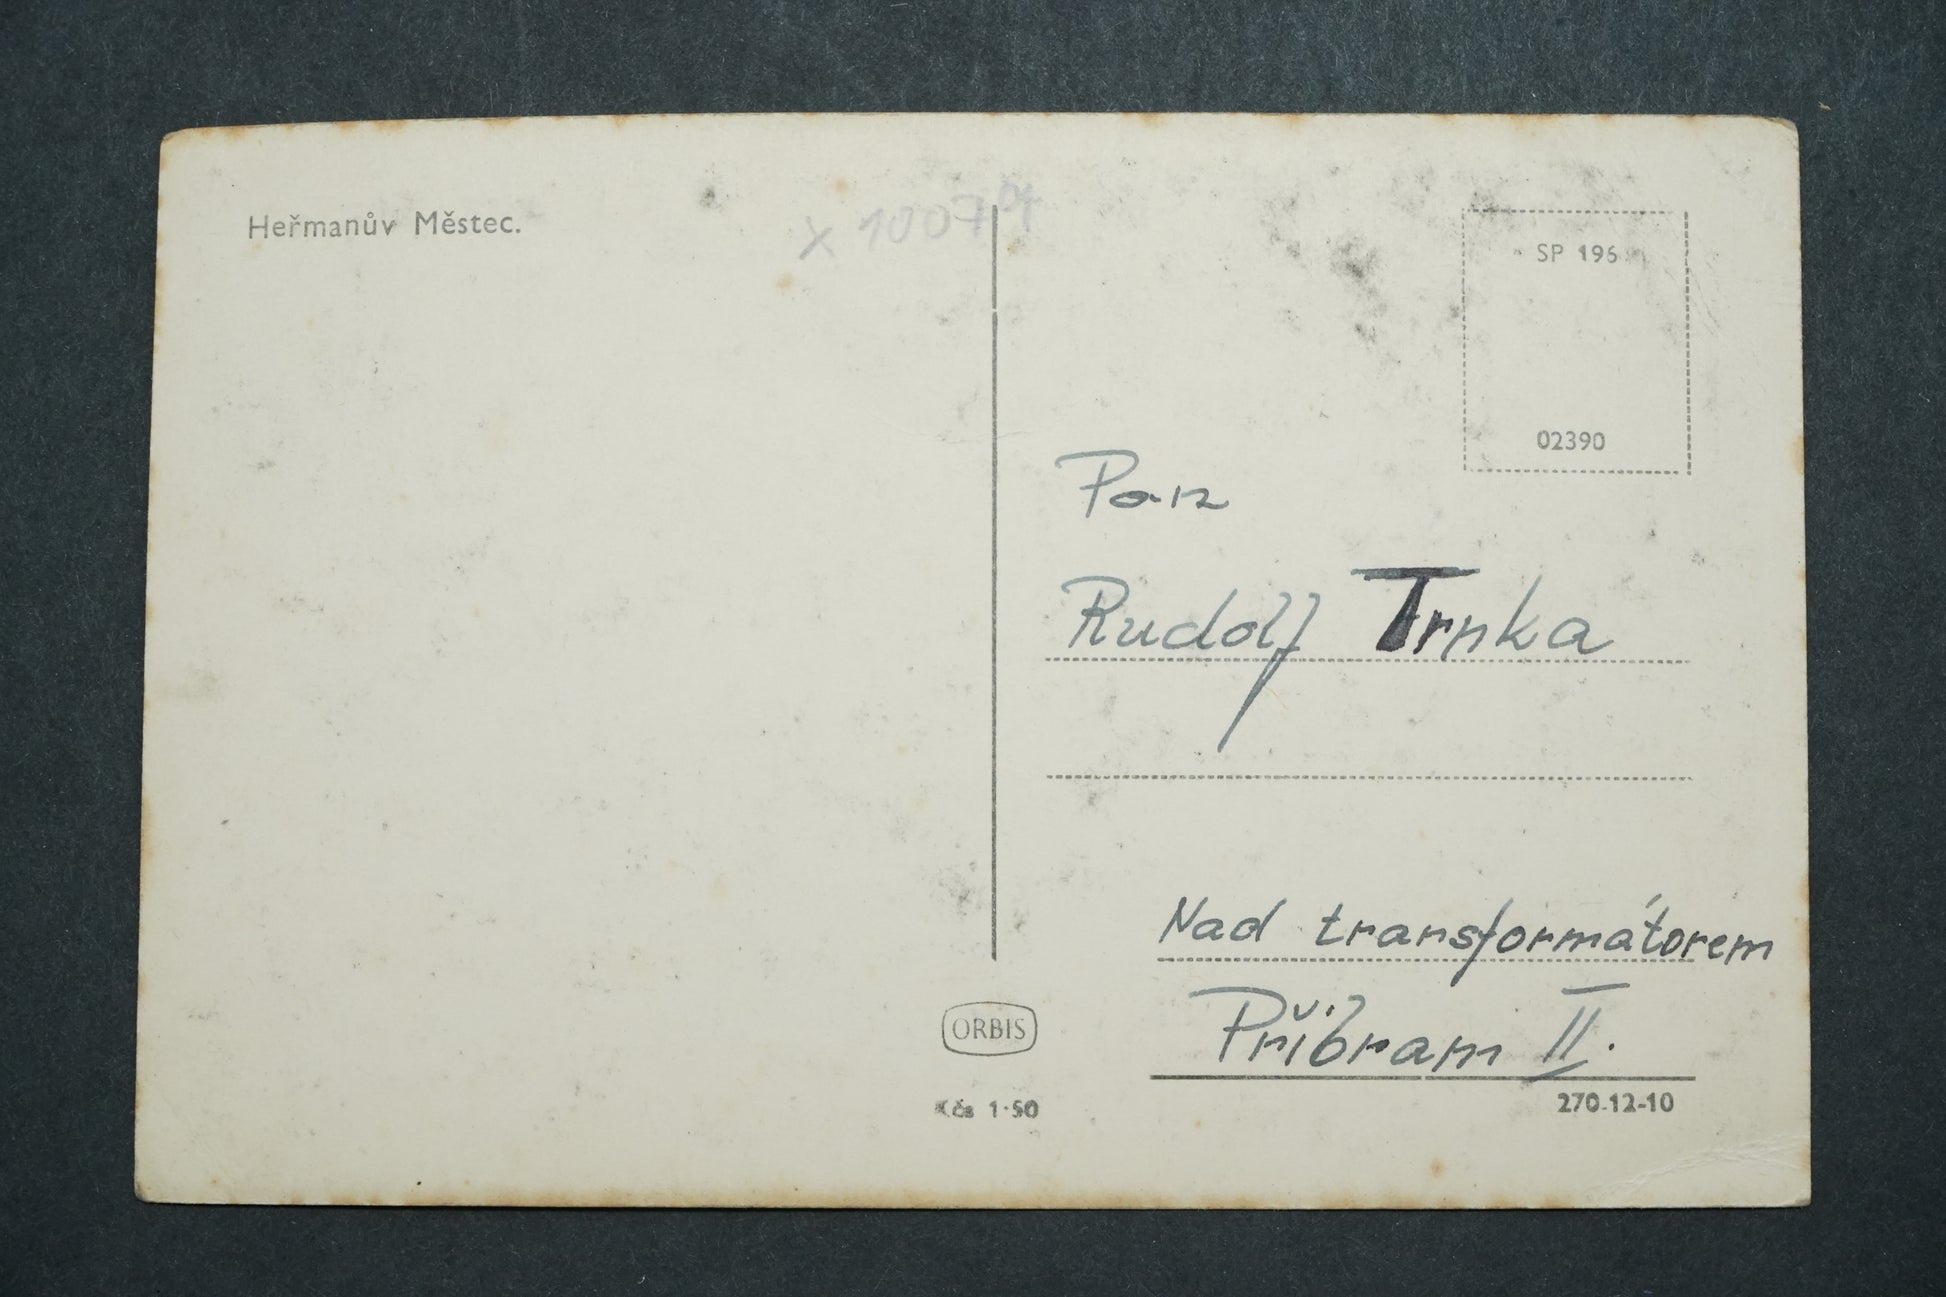 Heřmanův Městec.
x 10077
SP 196
02390
Pan
Rudolf Trnka
Nad transformátorem
Příbram II.
ORBIS
Kčs 1·50
270-12-10